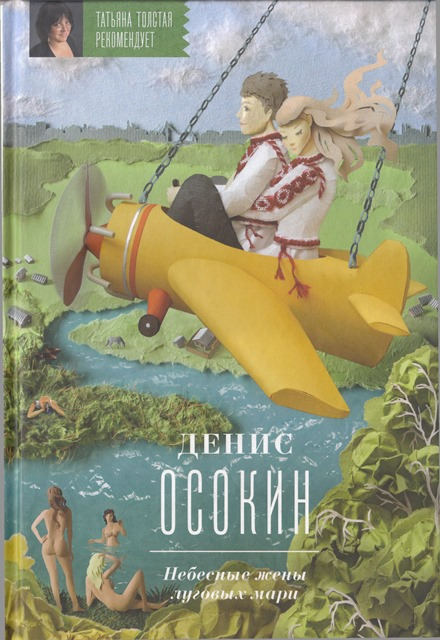 ТАТЬЯНА ТОЛСТАЯ
РЕКОМЕНДУЕТ
ДЕНИС
ОСОКИН
Небесные жены
луговых мари